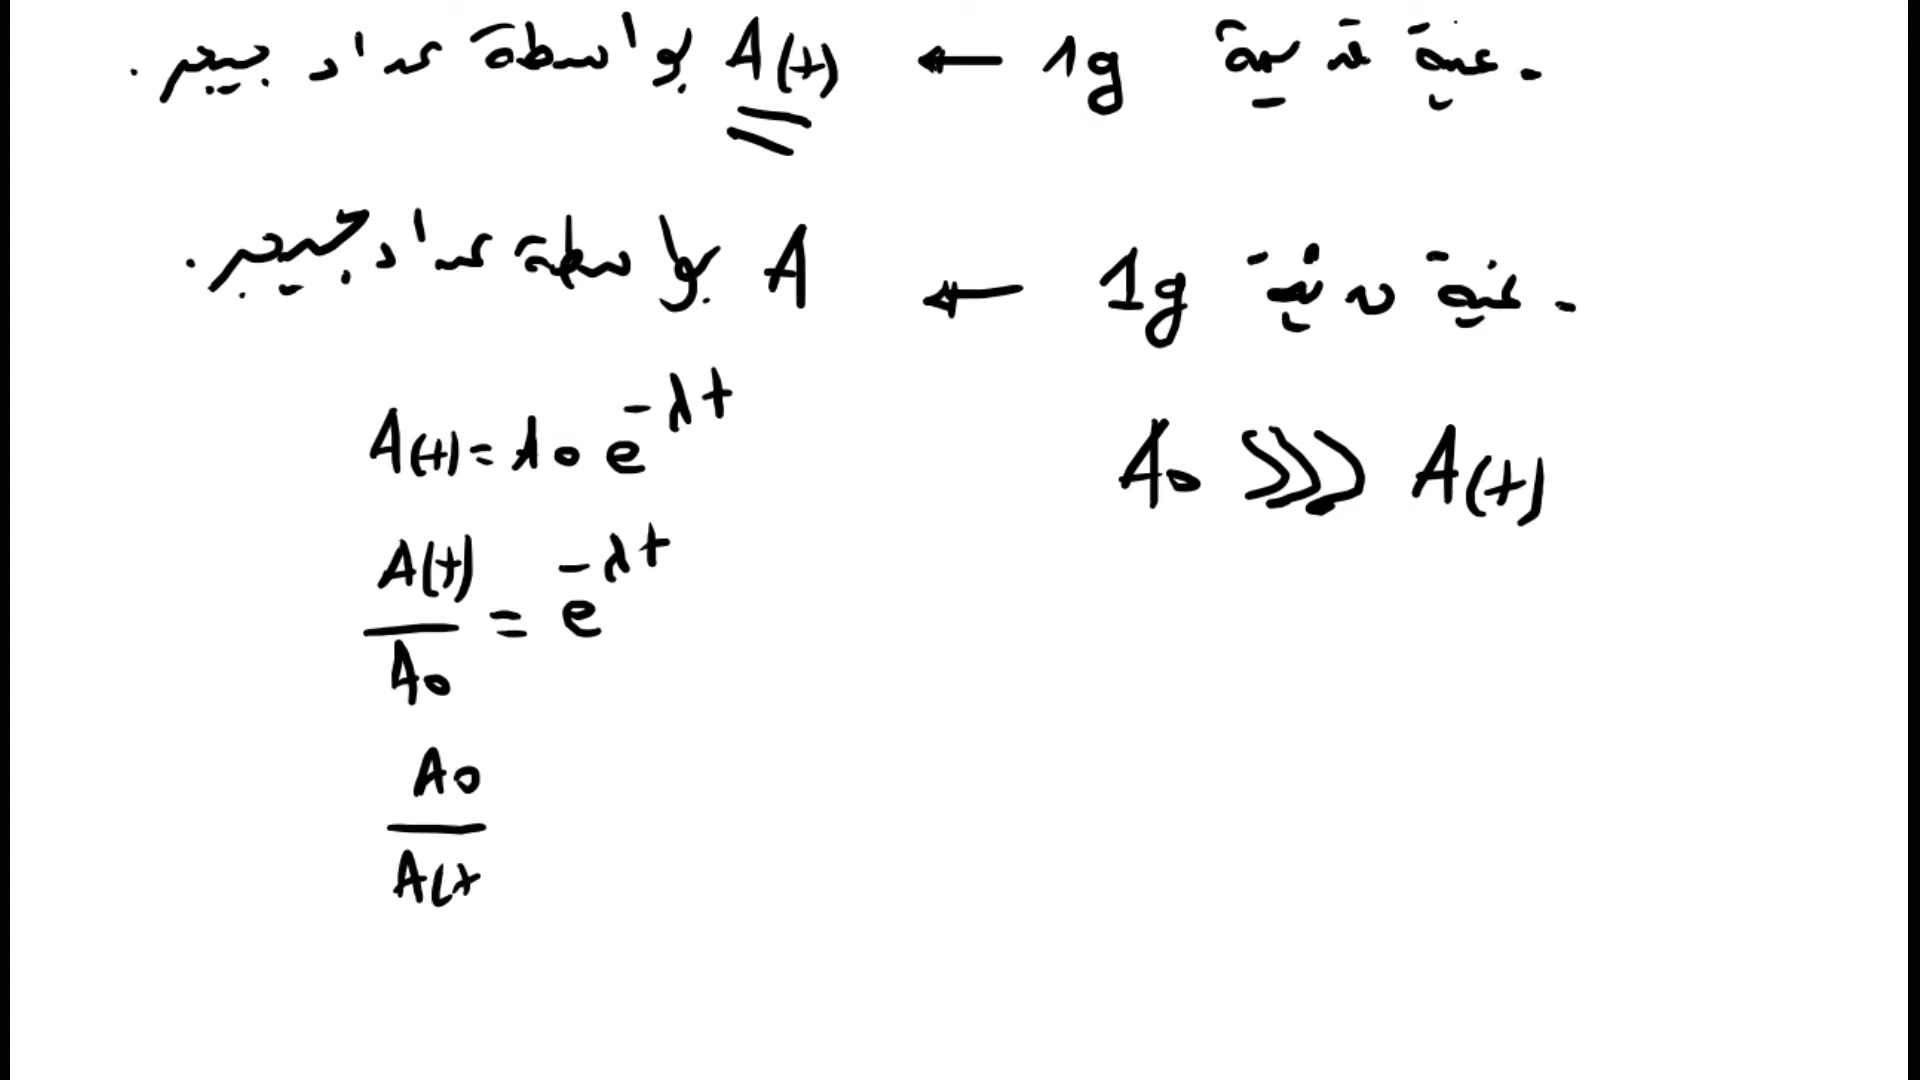 - عينة قديمة 1g ← A(t) بواسطة عداد جيجر .
- عينة حديثة 1g ← A بواسطة عداد جيجر .
A(t) = A0 e^-λt
A0 >>> A(t)
A(t)/A0 = e^-λt
A0/A(t